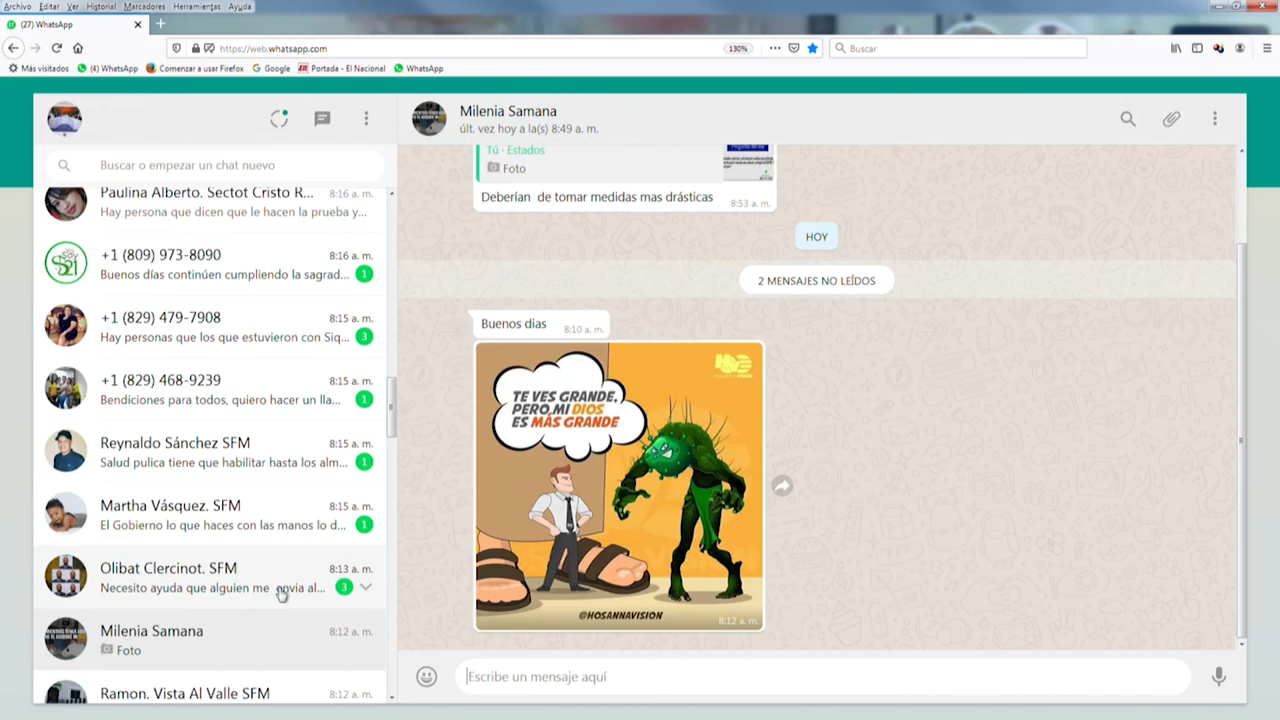 Archivo Editar Ver Historial Marcadores Herramientas Ayuda
(27) WhatsApp
https://web.whatsapp.com
130%
Buscar
Más visitados
(4) WhatsApp
Comenzar a usar Firefox
Google
Portada - El Nacional
WhatsApp
Buscar o empezar un chat nuevo
Paulina Alberto. Sectot Cristo R...
8:16 a. m.
Hay persona que dicen que le hacen la prueba y...
+1 (809) 973-8090
8:16 a. m.
Buenos días continúen cumpliendo la sagrad...
1
+1 (829) 479-7908
8:15 a. m.
Hay personas que los que estuvieron con Siq...
3
+1 (829) 468-9239
8:15 a. m.
Bendiciones para todos, quiero hacer un lla...
1
Reynaldo Sánchez SFM
8:15 a. m.
Salud pulica tiene que habilitar hasta los alm...
1
Martha Vásquez. SFM
8:15 a. m.
El Gobierno lo que haces con las manos lo d...
1
Olibat Clercinot. SFM
8:13 a. m.
Necesito ayuda que alguien me envia al...
3
Milenia Samana
8:12 a. m.
Foto
Ramon. Vista Al Valle SFM
8:12 a. m.
Milenia Samana
últ. vez hoy a la(s) 8:49 a. m.
Tú · Estados
Foto
Deberían de tomar medidas mas drásticas
8:53 a. m.
HOY
2 MENSAJES NO LEÍDOS
Buenos dias
8:10 a. m.
TE VES GRANDE,
PERO MI DIOS
ES MÁS GRANDE
@HOSANNAVISION
8:12 a. m.
Escribe un mensaje aquí